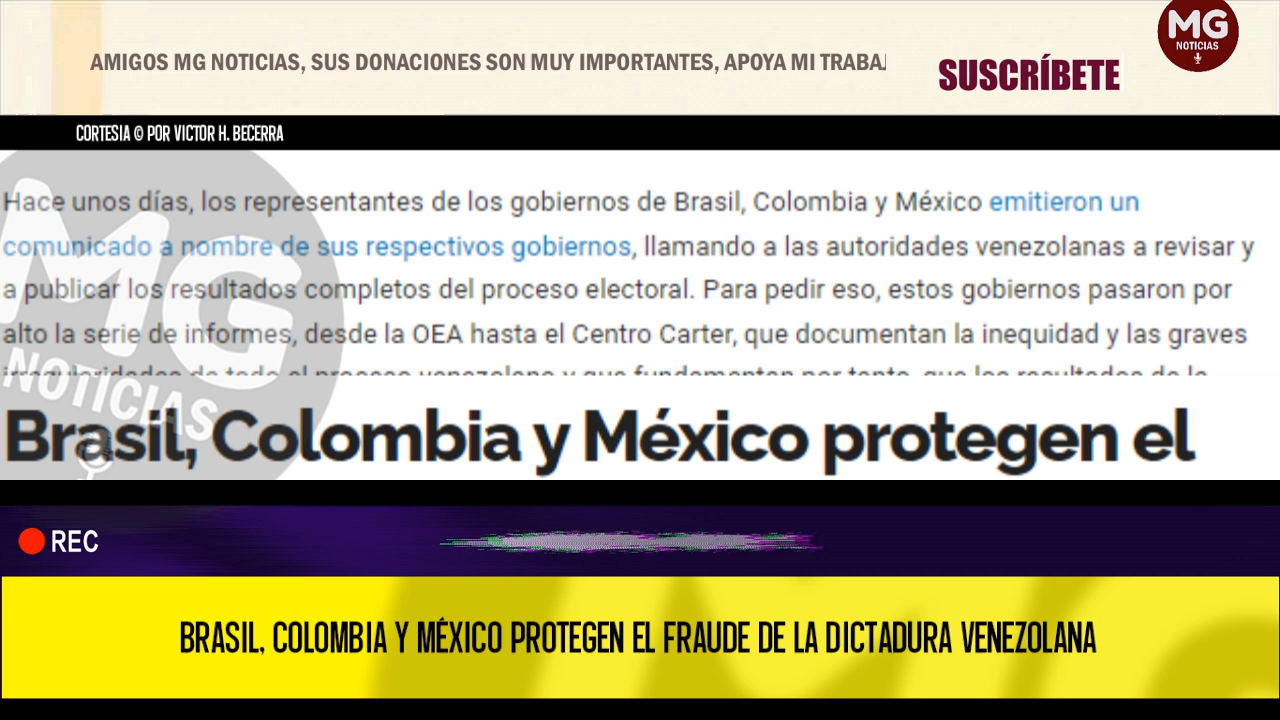 AMIGOS MG NOTICIAS, SUS DONACIONES SON MUY IMPORTANTES, APOYA MI
SUSCRÍBETE
MG
NOTICIAS
CORTESIA © POR VICTOR H. BECERRA
Hace unos días, los representantes de los gobiernos de Brasil, Colombia y México emitieron un
comunicado a nombre de sus respectivos gobiernos, llamando a las autoridades venezolanas a revisar y
a publicar los resultados completos del proceso electoral. Para pedir eso, estos gobiernos pasaron por
alto la serie de informes, desde la OEA hasta el Centro Carter, que documentan la inequidad y las graves
MG
NOTICIAS
Brasil, Colombia y México protegen el
REC
BRASIL, COLOMBIA Y MÉXICO PROTEGEN EL FRAUDE DE LA DICTADURA VENEZOLANA